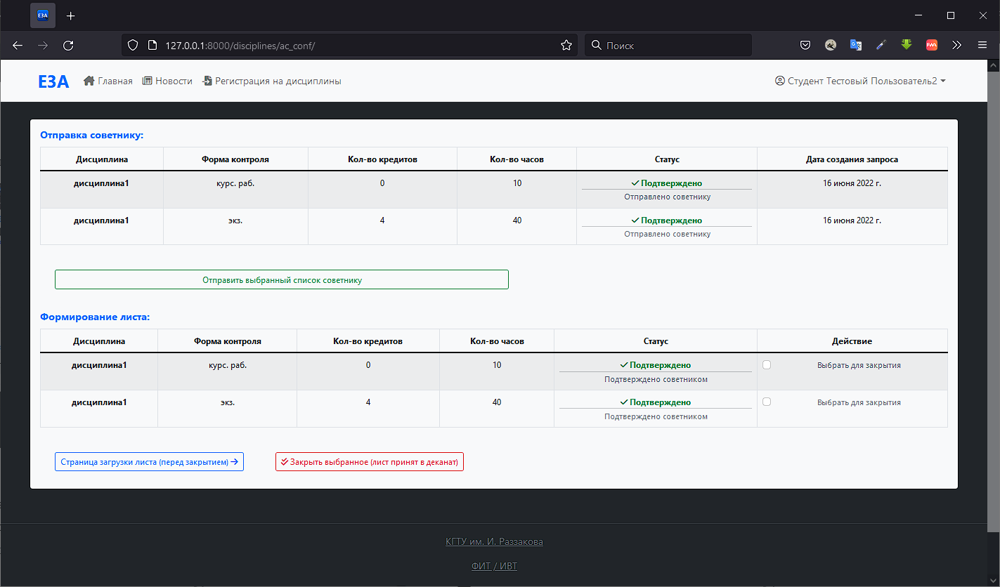 ЕЗА
127.0.0.1:8000/disciplines/ac_conf/
Поиск
ЕЗА Главная Новости Регистрация на дисциплины Студент Тестовый Пользователь2
Отправка советнику:
Дисциплина Форма контроля Кол-во кредитов Кол-во часов Статус Дата создания запроса
дисциплина1 курс. раб. 0 10 Подтверждено 16 июня 2022 г.
Отправлено советнику
дисциплина1 экз. 4 40 Подтверждено 16 июня 2022 г.
Отправлено советнику
Отправить выбранный список советнику
Формирование листа:
Дисциплина Форма контроля Кол-во кредитов Кол-во часов Статус Действие
дисциплина1 курс. раб. 0 10 Подтверждено Выбрать для закрытия
Подтверждено советником
дисциплина1 экз. 4 40 Подтверждено Выбрать для закрытия
Подтверждено советником
Страница загрузки листа (перед закрытием) Закрыть выбранное (лист принят в деканат)
КГТУ им. И. Раззакова
ФИТ / ИВТ